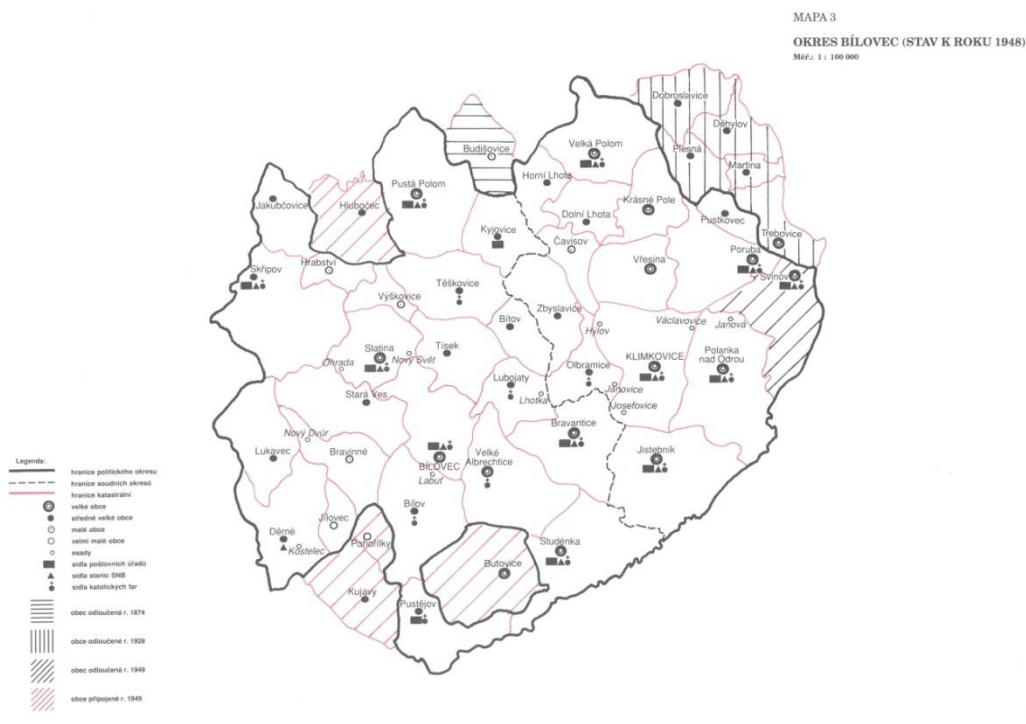 MAPA 3
OKRES BÍLOVEC (STAV K ROKU 1948)
Měř.: 1 : 100 000
Dobroslavice
Děhylov
Budišovice
Velká Polom
Plesná
Martina
Horní Lhota
Pustá Polom
Krásné Pole
Jakubčovice
Hlubočec
Dolní Lhota
Pustkovec
Kyjovice
Třebovice
Čavisov
Poruba
Hrabství
Vřesina
Skřipov
Svinov
Těškovice
Výškovice
Zbyslavice
Bítov
Hýlov
Václavovice
Janová
Slatina
Nový Svět
Tísek
Ohrada
KLIMKOVICE
Polanka
nad Odrou
Olbramice
Lubojaty
Janovice
Stará Ves
Lhotka
Josefovice
Bravantice
Nový Dvůr
Lukavec
Bravinné
Jistebník
Velké
Albrechtice
BÍLOVEC
Labuť
Bílov
Jílovec
Děrné
Kostelec
Pohořílky
Studénka
Butovice
Kujavy
Pustějov
Legenda:
hranice politického okresu
hranice soudních okresů
hranice katastrální
velké obce
středně velké obce
malé obce
velmi malé obce
osady
sídla poštovních úřadů
sídla stanic SNB
sídla katolických far
obec odloučená r. 1874
obce odloučené r. 1928
obec odloučená r. 1949
obce připojené r. 1949